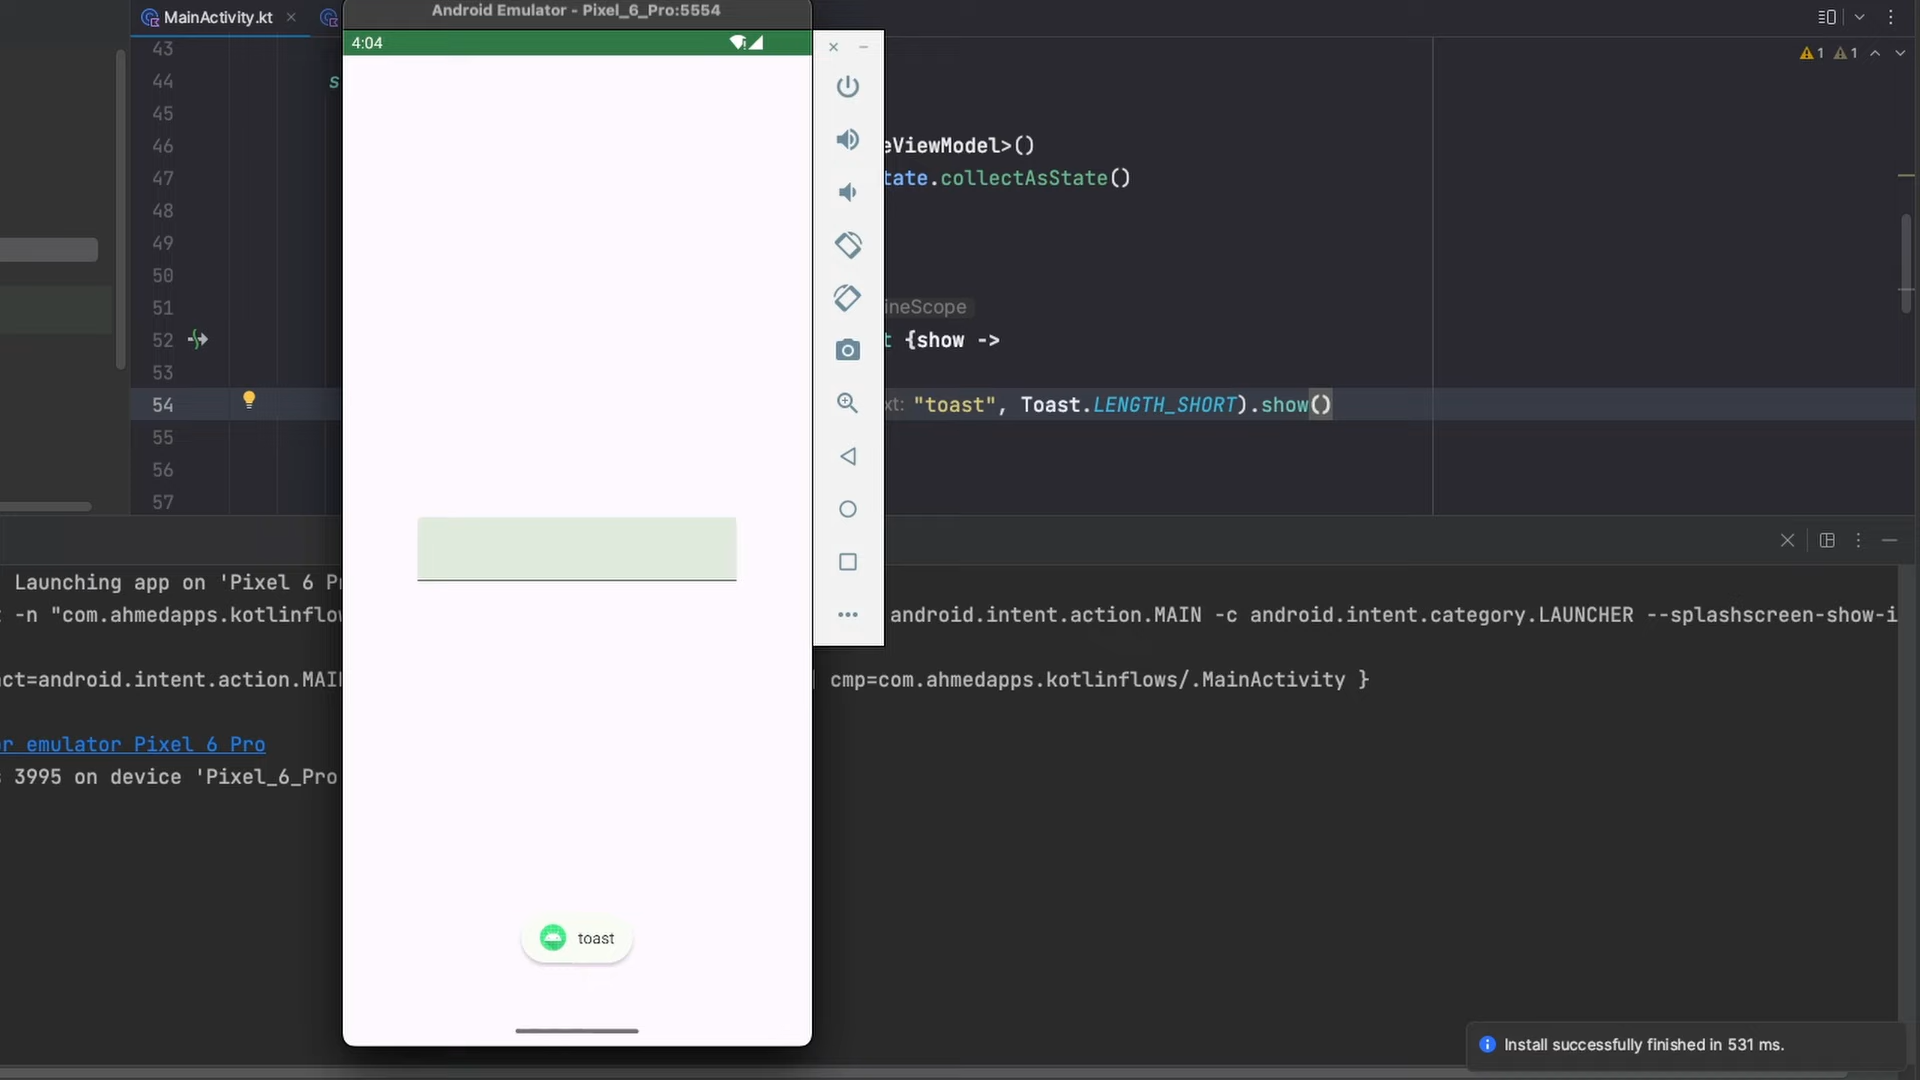 MainActivity.kt
Android Emulator - Pixel_6_Pro:5554
4:04
1 1
43
44 s
45
46 eViewModel>()
47 tate.collectAsState()
48
49
50
51 ineScope
52 t {show ->
53
54 xt: "toast", Toast.LENGTH_SHORT).show()
55
56
57
Launching app on 'Pixel 6 Pr
t -n "com.ahmedapps.kotlinflow android.intent.action.MAIN -c android.intent.category.LAUNCHER --splashscreen-show-i
ct=android.intent.action.MAIN cmp=com.ahmedapps.kotlinflows/.MainActivity }
or emulator Pixel 6 Pro
s 3995 on device 'Pixel_6_Pro
toast
Install successfully finished in 531 ms.